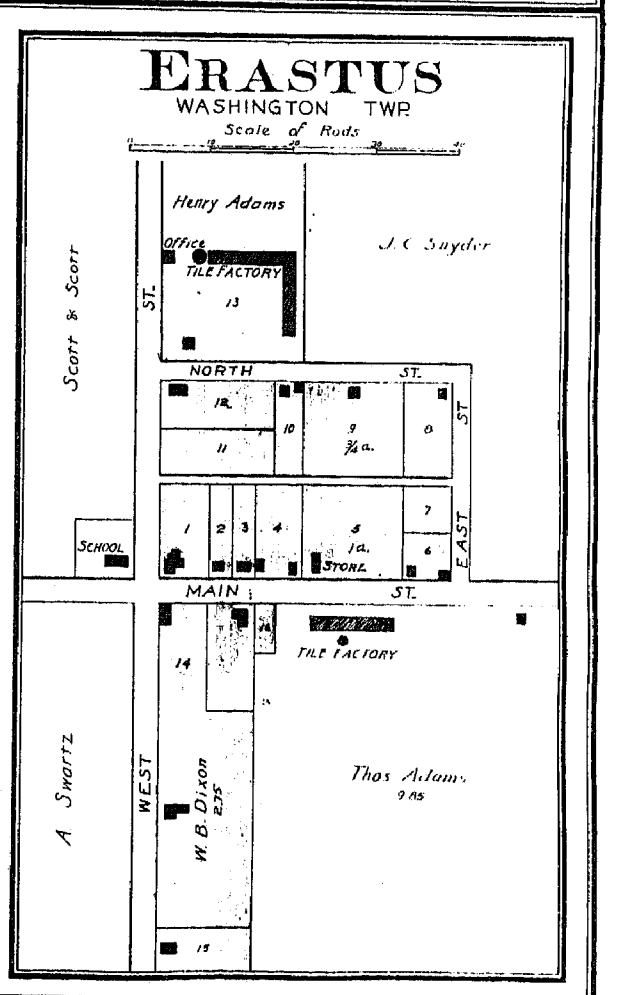 ERASTUS
WASHINGTON TWP.
Scale of Rods
10 20 30 40
Henry Adams
J. C. Snyder
Office
TILE FACTORY
13
Scott & Scott
ST.
NORTH ST.
12
11
10
9
3/4 a.
8
ST
1
2
3
4
5
1a.
7
6
EAST
SCHOOL
STORE
MAIN ST.
14
TILE FACTORY
A Swartz
WEST
W. B. Dixon
2.75
Thos Adams
9.85
15